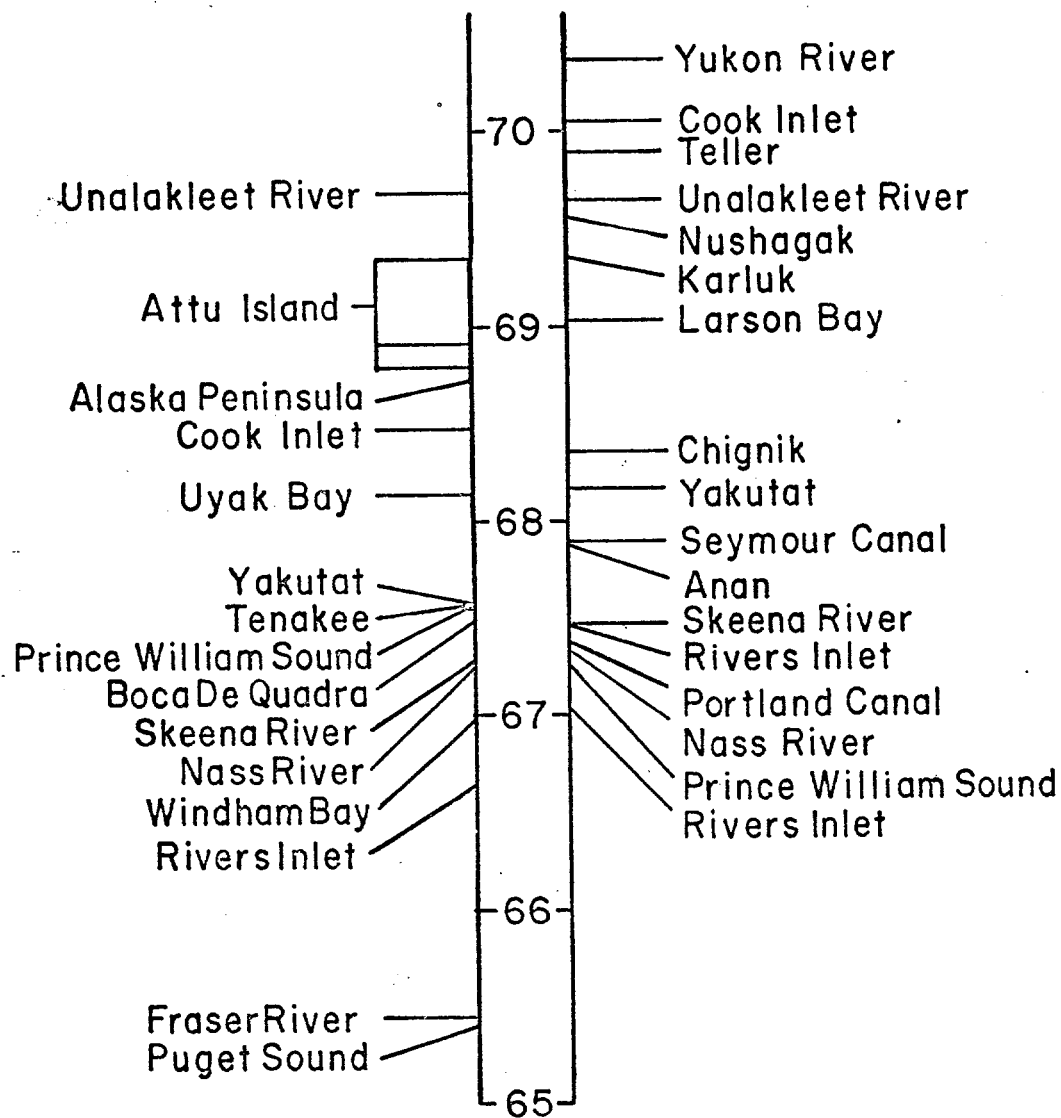 Yukon River
70
Cook Inlet
Teller
Unalakleet River
Unalakleet River
Nushagak
Karluk
Attu Island
69
Larson Bay
Alaska Peninsula
Cook Inlet
Chignik
Uyak Bay
Yakutat
68
Seymour Canal
Yakutat
Anan
Tenakee
Skeena River
Prince William Sound
Rivers Inlet
Boca De Quadra
Portland Canal
67
Skeena River
Nass River
Nass River
Prince William Sound
Windham Bay
Rivers Inlet
Rivers Inlet
66
Fraser River
Puget Sound
65